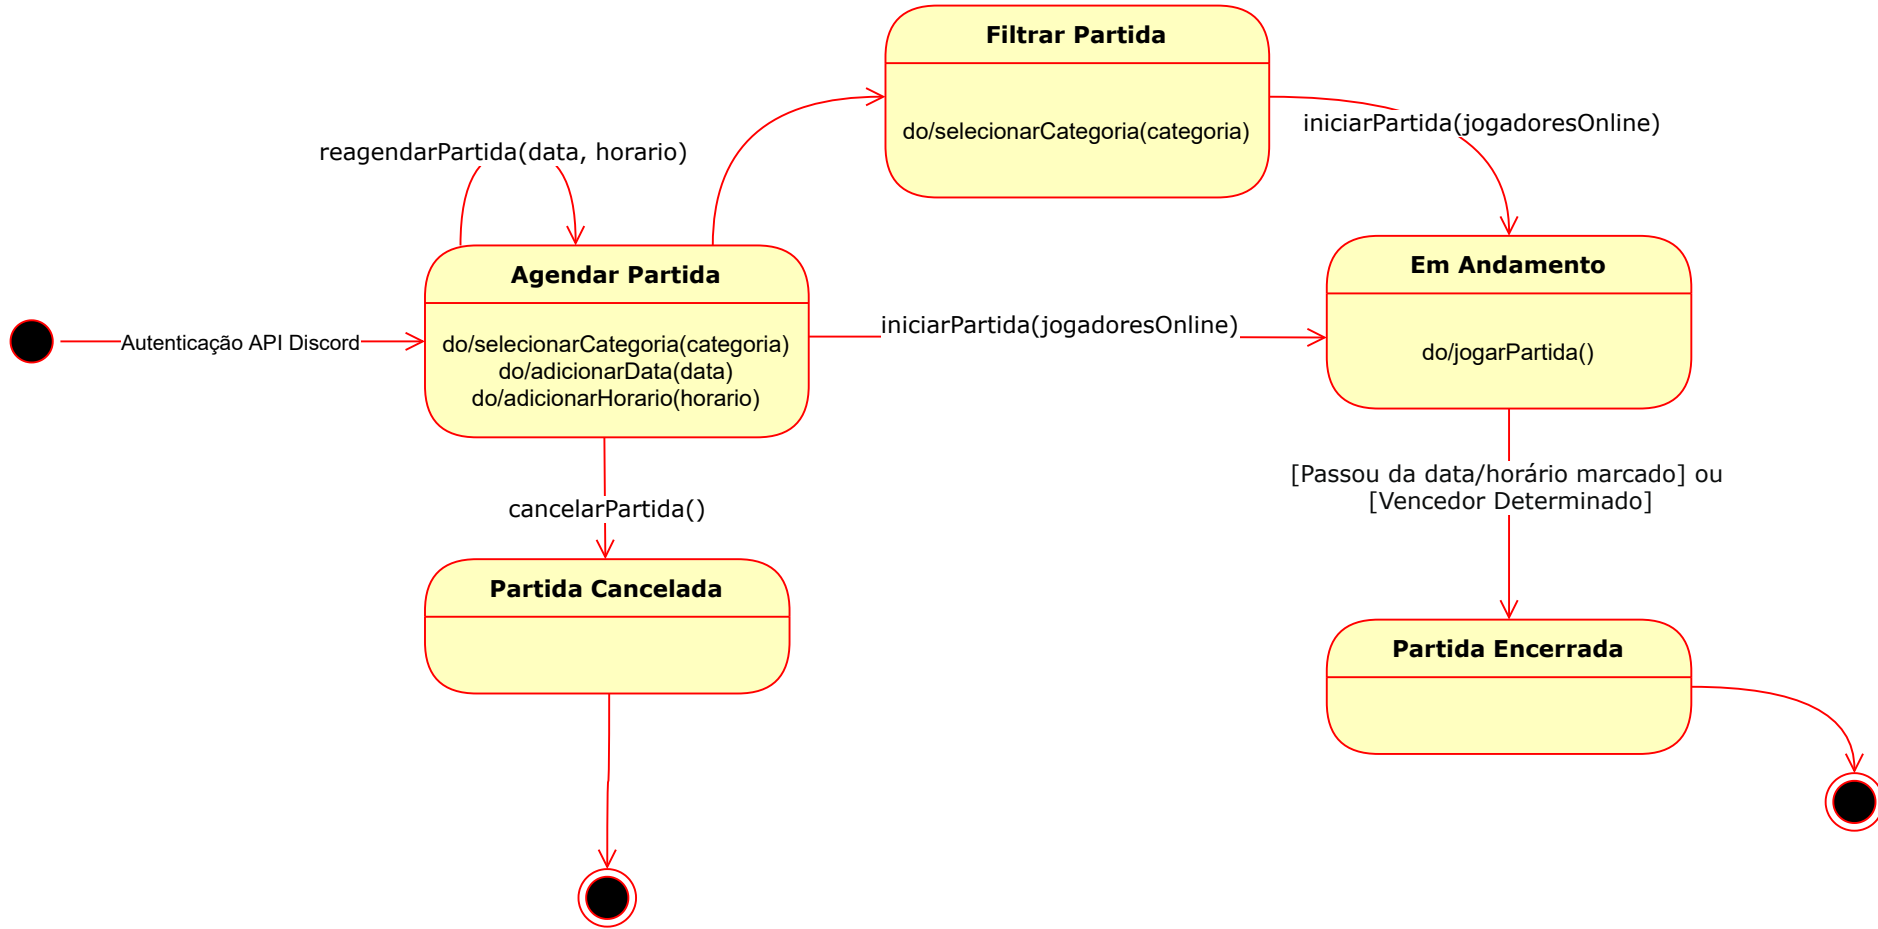 Filtrar Partida
do/selecionarCategoria(categoria)
iniciarPartida(jogadoresOnline)
reagendarPartida(data, horario)
Agendar Partida
do/selecionarCategoria(categoria)
do/adicionarData(data)
do/adicionarHorario(horario)
Autenticação API Discord
iniciarPartida(jogadoresOnline)
Em Andamento
do/jogarPartida()
[Passou da data/horário marcado] ou
[Vencedor Determinado]
cancelarPartida()
Partida Cancelada
Partida Encerrada